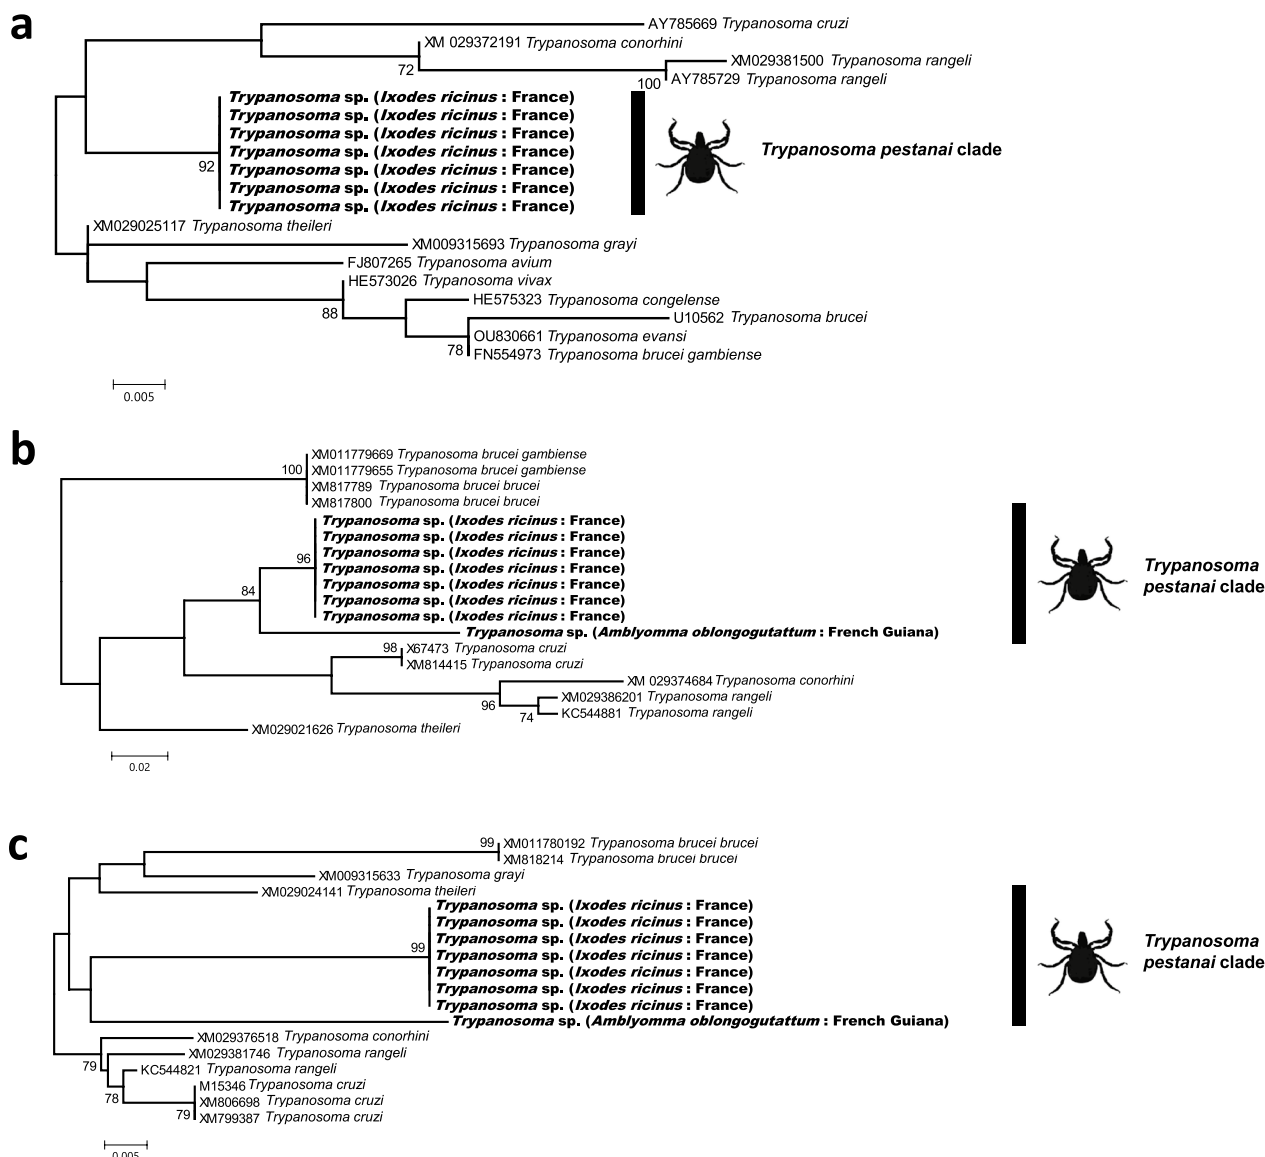 a
AY785669 Trypanosoma cruzi
XM 029372191 Trypanosoma conorhini
72
XM029381500 Trypanosoma rangeli
100
AY785729 Trypanosoma rangeli
Trypanosoma sp. (Ixodes ricinus : France)
Trypanosoma sp. (Ixodes ricinus : France)
Trypanosoma sp. (Ixodes ricinus : France)
Trypanosoma sp. (Ixodes ricinus : France)
Trypanosoma sp. (Ixodes ricinus : France)
Trypanosoma sp. (Ixodes ricinus : France)
Trypanosoma sp. (Ixodes ricinus : France)
92
Trypanosoma pestanai clade
XM029025117 Trypanosoma theileri
XM009315693 Trypanosoma grayi
FJ807265 Trypanosoma avium
HE573026 Trypanosoma vivax
88
HE575323 Trypanosoma congelense
U10562 Trypanosoma brucei
OU830661 Trypanosoma evansi
78
FN554973 Trypanosoma brucei gambiense
0.005
b
XM011779669 Trypanosoma brucei gambiense
100
XM011779655 Trypanosoma brucei gambiense
XM817789 Trypanosoma brucei brucei
XM817800 Trypanosoma brucei brucei
Trypanosoma sp. (Ixodes ricinus : France)
Trypanosoma sp. (Ixodes ricinus : France)
Trypanosoma sp. (Ixodes ricinus : France)
Trypanosoma sp. (Ixodes ricinus : France)
Trypanosoma sp. (Ixodes ricinus : France)
Trypanosoma sp. (Ixodes ricinus : France)
Trypanosoma sp. (Ixodes ricinus : France)
96
84
Trypanosoma
pestanai clade
Trypanosoma sp. (Amblyomma oblongogutattum : French Guiana)
98
X67473 Trypanosoma cruzi
XM814415 Trypanosoma cruzi
XM 029374684 Trypanosoma conorhini
96
XM029386201 Trypanosoma rangeli
74
KC544881 Trypanosoma rangeli
XM029021626 Trypanosoma theileri
0.02
c
99
XM011780192 Trypanosoma brucei brucei
XM818214 Trypanosoma brucei brucei
XM009315633 Trypanosoma grayi
XM029024141 Trypanosoma theileri
Trypanosoma sp. (Ixodes ricinus : France)
Trypanosoma sp. (Ixodes ricinus : France)
Trypanosoma sp. (Ixodes ricinus : France)
Trypanosoma sp. (Ixodes ricinus : France)
Trypanosoma sp. (Ixodes ricinus : France)
Trypanosoma sp. (Ixodes ricinus : France)
Trypanosoma sp. (Ixodes ricinus : France)
99
Trypanosoma
pestanai clade
Trypanosoma sp. (Amblyomma oblongogutattum : French Guiana)
XM029376518 Trypanosoma conorhini
79
XM029381746 Trypanosoma rangeli
KC544821 Trypanosoma rangeli
78
M15346 Trypanosoma cruzi
XM806698 Trypanosoma cruzi
79
XM799387 Trypanosoma cruzi
0.005